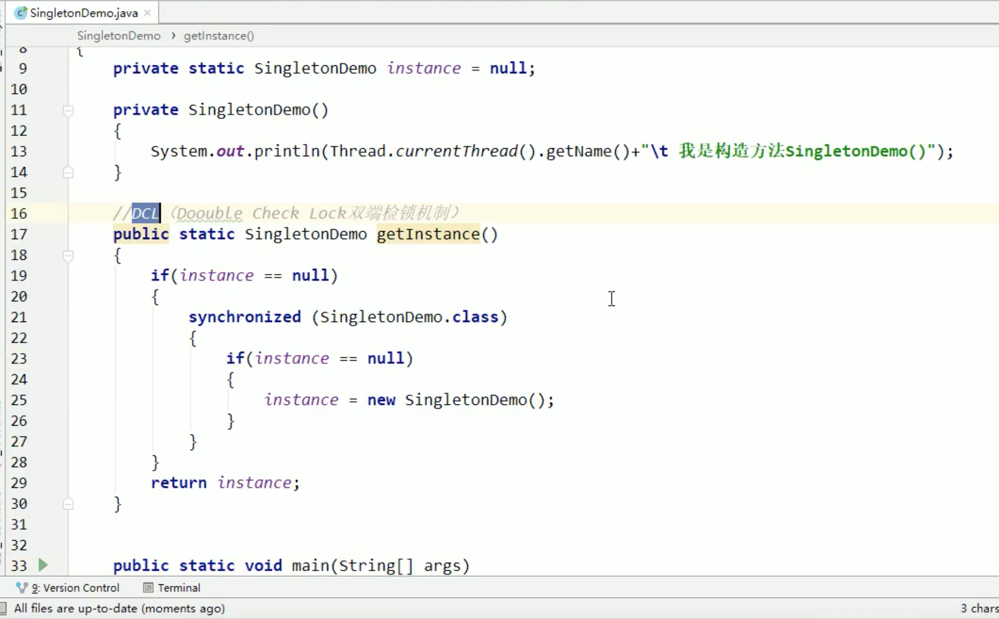 SingletonDemo.java
SingletonDemo › getInstance()
8 {
9 private static SingletonDemo instance = null;
10
11 private SingletonDemo()
12 {
13 System.out.println(Thread.currentThread().getName()+"\t 我是构造方法SingletonDemo()");
14 }
15
16 //DCL（Doouble Check Lock双端检锁机制）
17 public static SingletonDemo getInstance()
18 {
19 if(instance == null)
20 {
21 synchronized (SingletonDemo.class)
22 {
23 if(instance == null)
24 {
25 instance = new SingletonDemo();
26 }
27 }
28 }
29 return instance;
30 }
31
32
33 public static void main(String[] args)
9: Version Control Terminal
All files are up-to-date (moments ago) 3 chars